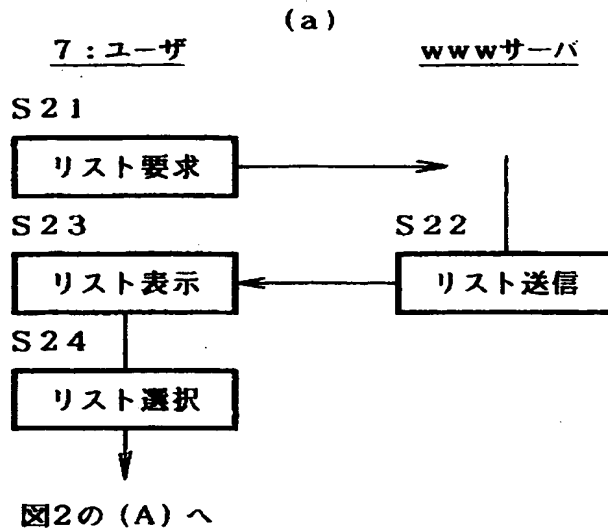 (a)
7:ユーザ
wwwサーバ
S21
リスト要求
S23
S22
リスト表示
リスト送信
S24
リスト選択
図2の(A)へ